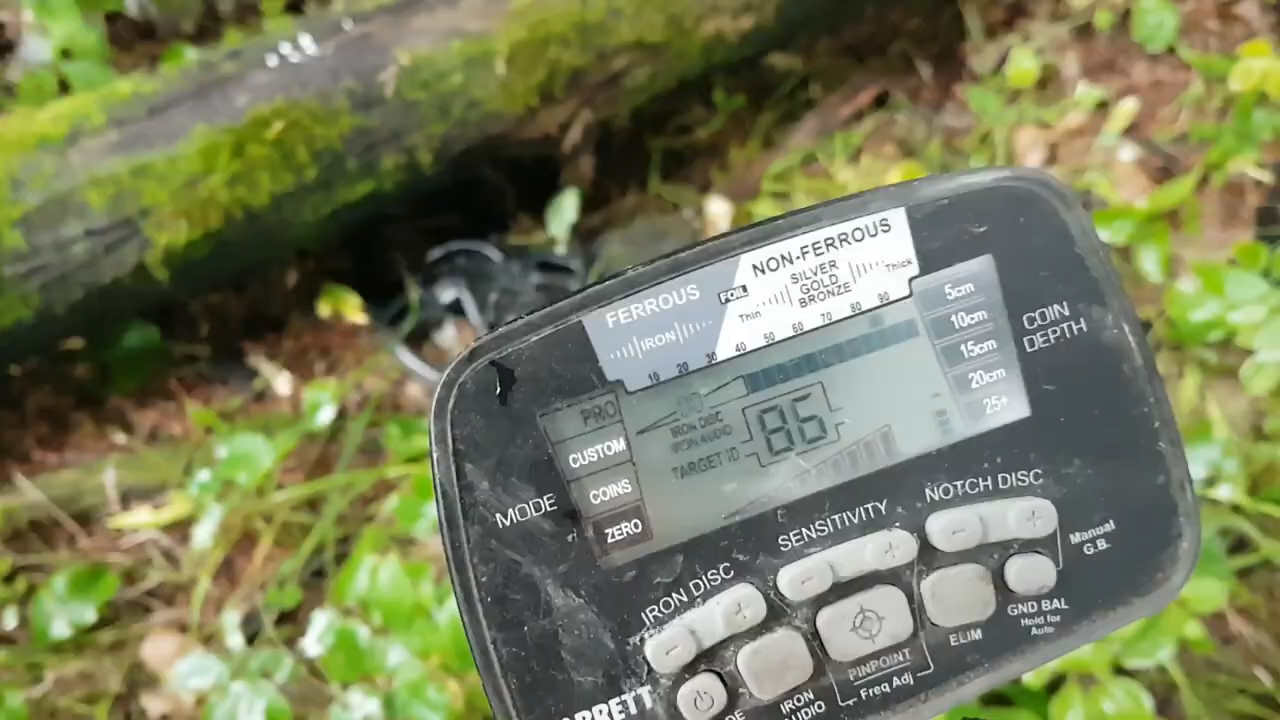 NON-FERROUS
FERROUS
FOIL
SILVER
GOLD
BRONZE
Thin
Thick
IRON
10 20 30 40 50 60 70 80 90
5cm
10cm
15cm
20cm
25+
COIN
DEPTH
PRO
CUSTOM
COINS
ZERO
MODE
IRON DISC
IRON AUDIO
TARGET ID
86
IRON DISC
SENSITIVITY
NOTCH DISC
- +
- +
- +
Manual
G.B.
GND BAL
Hold for
Auto
ELIM
PINPOINT
Freq Adj
IRON